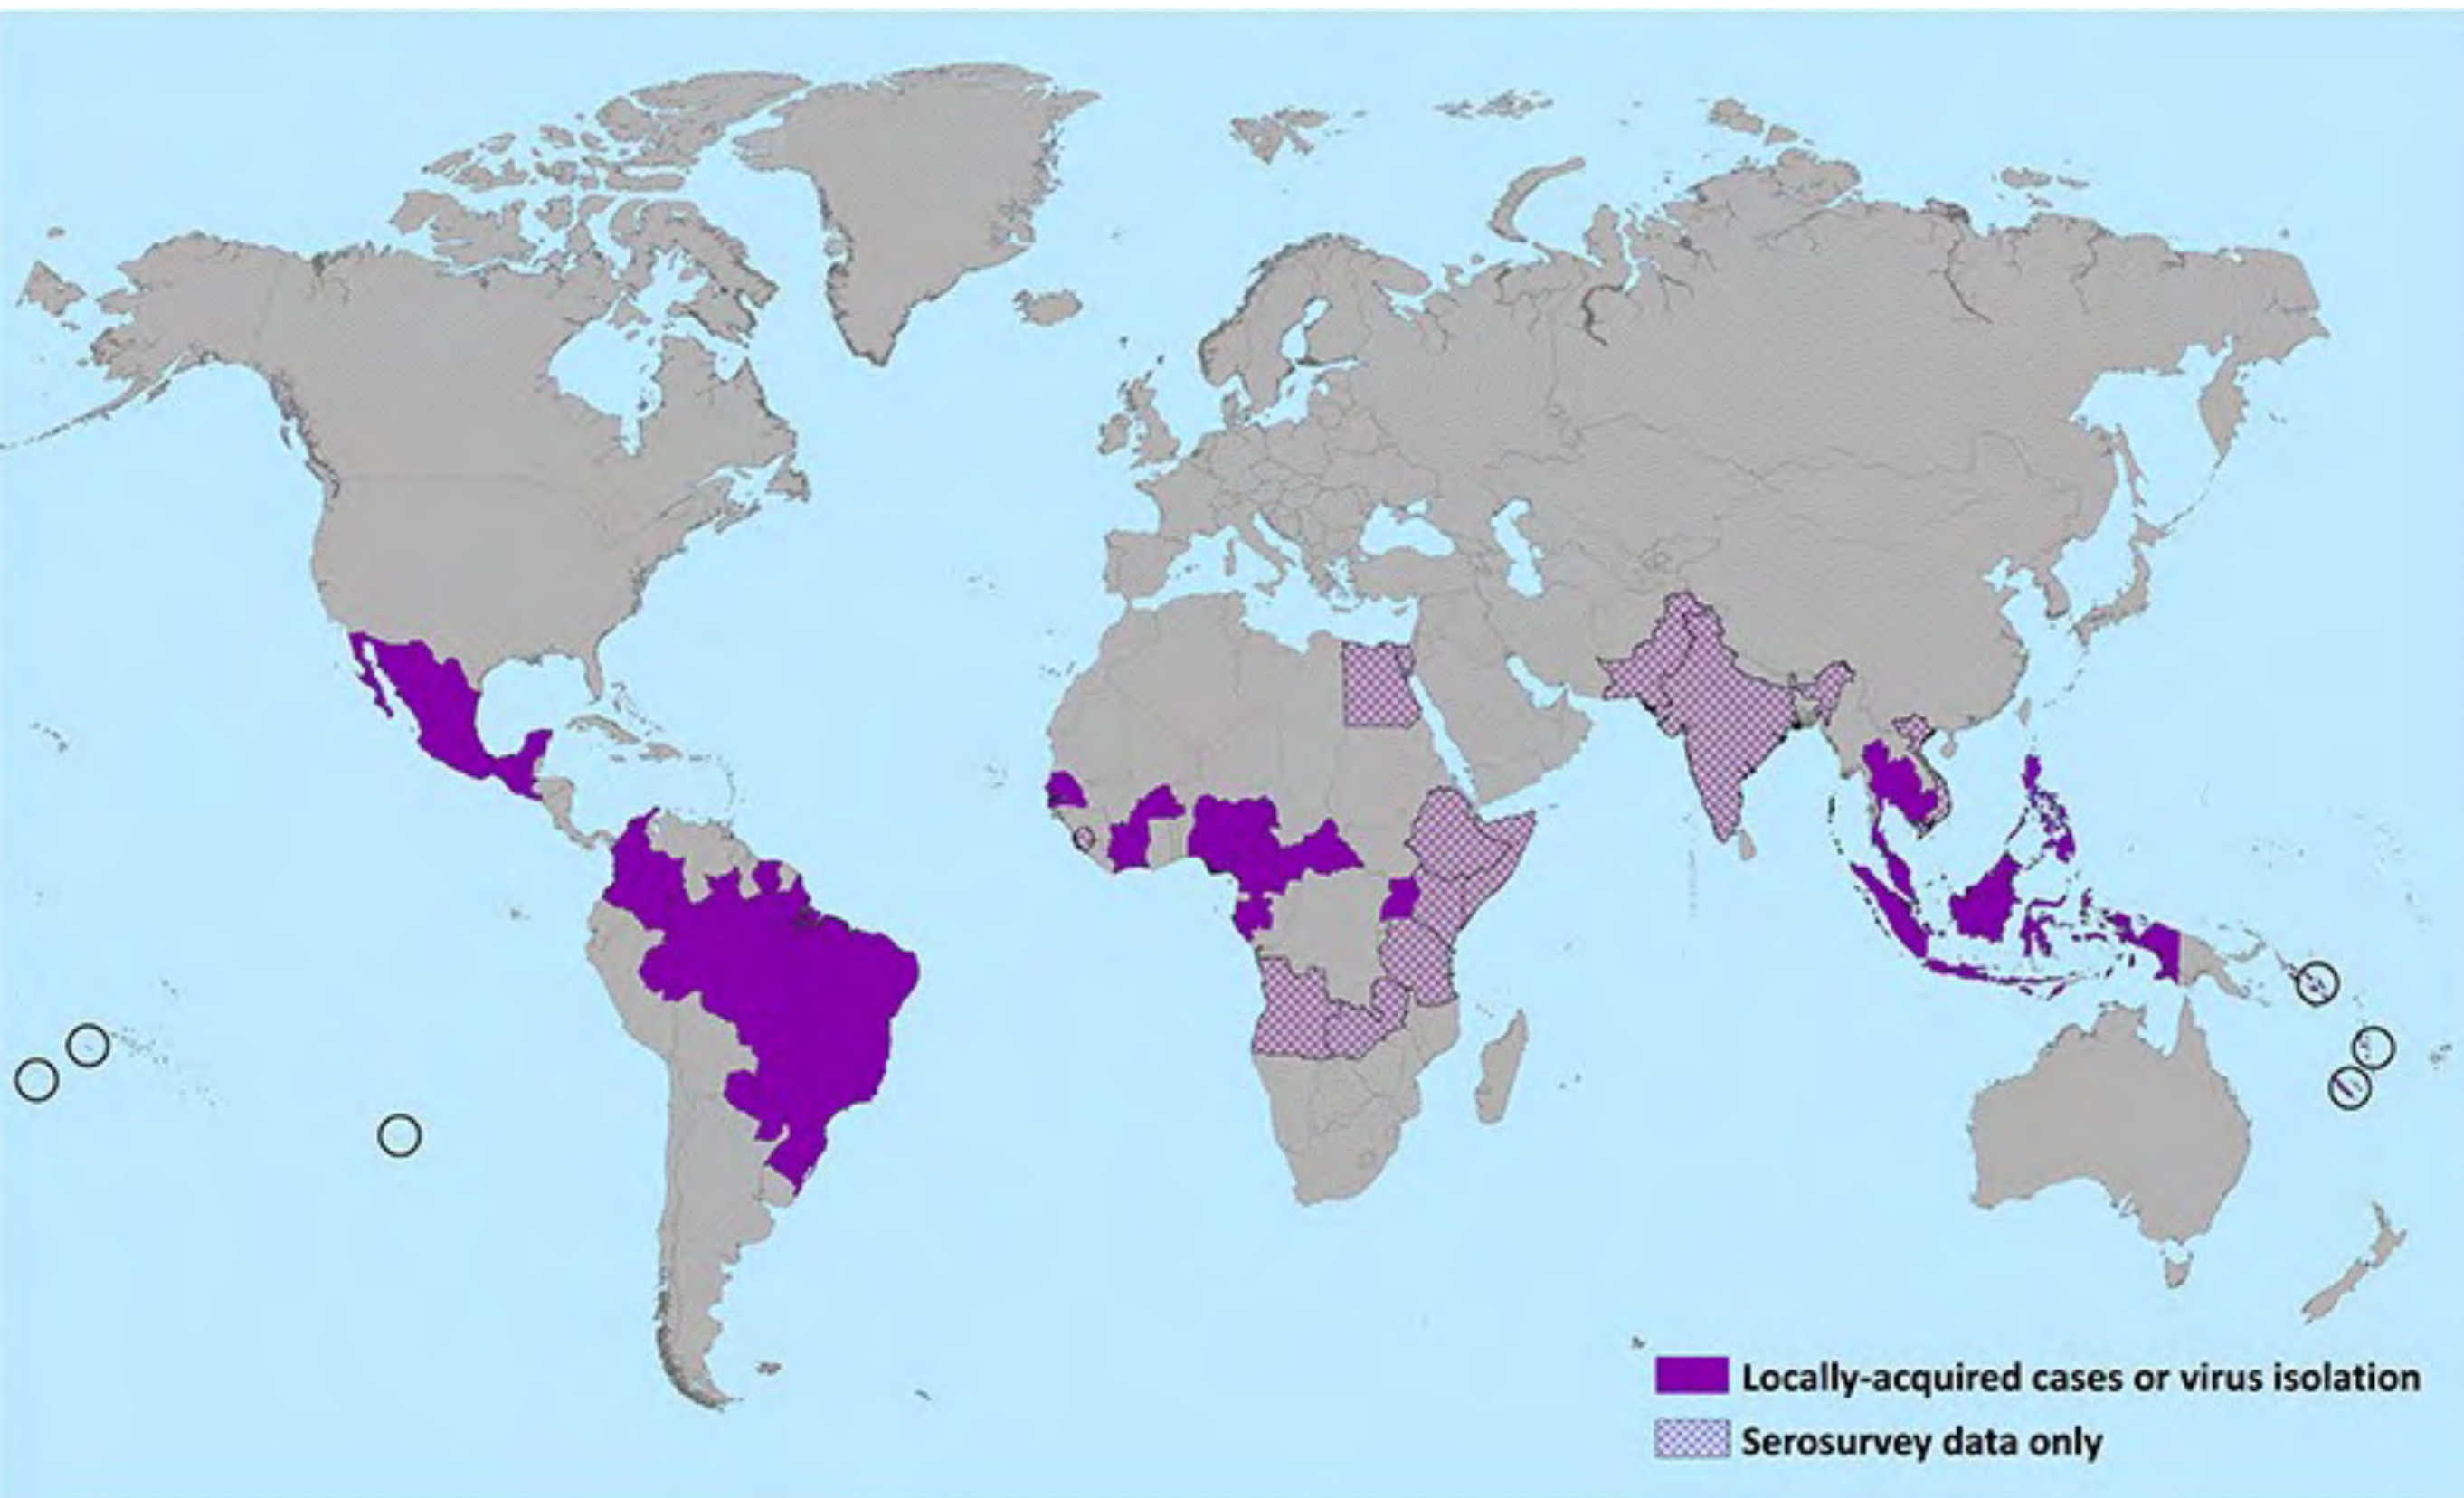 Locally-acquired cases or virus isolation
Serosurvey data only